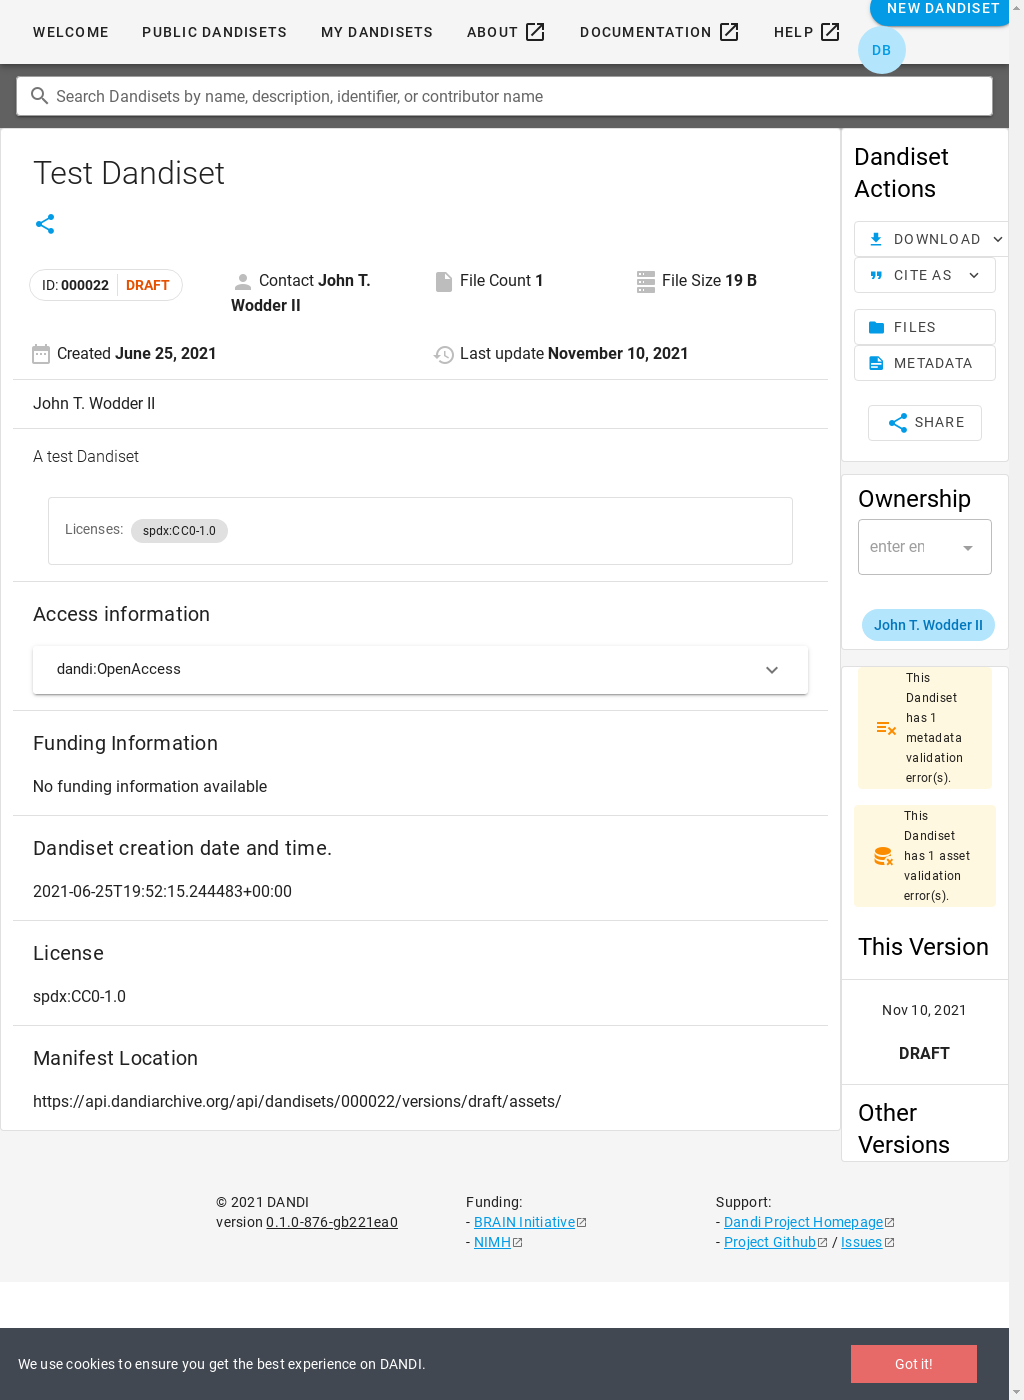 WELCOME
PUBLIC DANDISETS
MY DANDISETS
ABOUT
DOCUMENTATION
HELP
NEW DANDISET
DB
Search Dandisets by name, description, identifier, or contributor name
Test Dandiset
ID: 000022 DRAFT
Contact John T.
Wodder II
File Count 1
File Size 19 B
Created June 25, 2021
Last update November 10, 2021
John T. Wodder II
A test Dandiset
Licenses: spdx:CC0-1.0
Access information
dandi:OpenAccess
Funding Information
No funding information available
Dandiset creation date and time.
2021-06-25T19:52:15.244483+00:00
License
spdx:CC0-1.0
Manifest Location
https://api.dandiarchive.org/api/dandisets/000022/versions/draft/assets/
Dandiset
Actions
DOWNLOAD
CITE AS
FILES
METADATA
SHARE
Ownership
enter en
John T. Wodder II
This
Dandiset
has 1
metadata
validation
error(s).
This
Dandiset
has 1 asset
validation
error(s).
This Version
Nov 10, 2021
DRAFT
Other
Versions
© 2021 DANDI
version 0.1.0-876-gb221ea0
Funding:
- BRAIN Initiative
- NIMH
Support:
- Dandi Project Homepage
- Project Github / Issues
We use cookies to ensure you get the best experience on DANDI.
Got it!